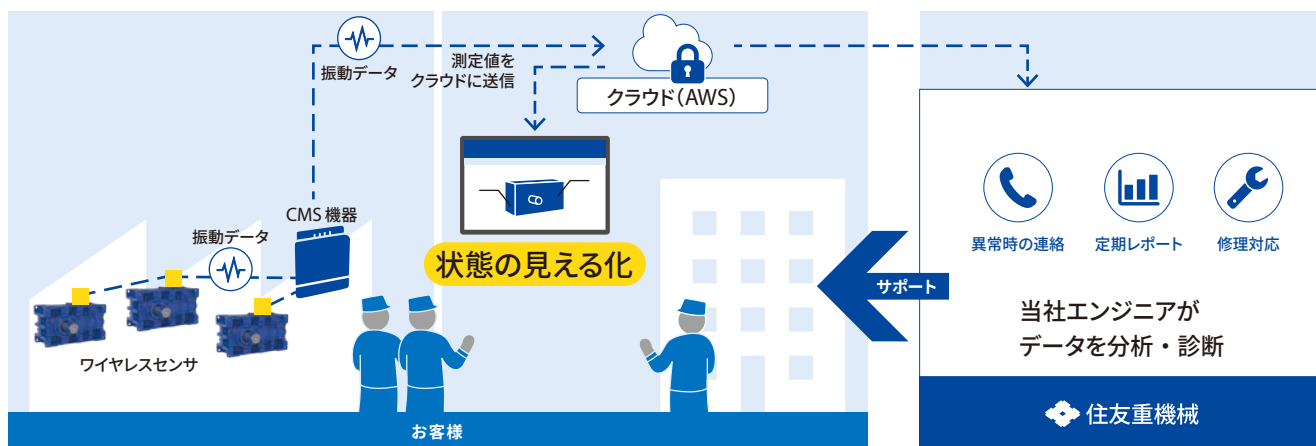 振動データ
測定値を
クラウドに送信
クラウド（AWS）
CMS 機器
振動データ
状態の見える化
ワイヤレスセンサ
お客様
サポート
異常時の連絡
定期レポート
修理対応
当社エンジニアが
データを分析・診断
住友重機械